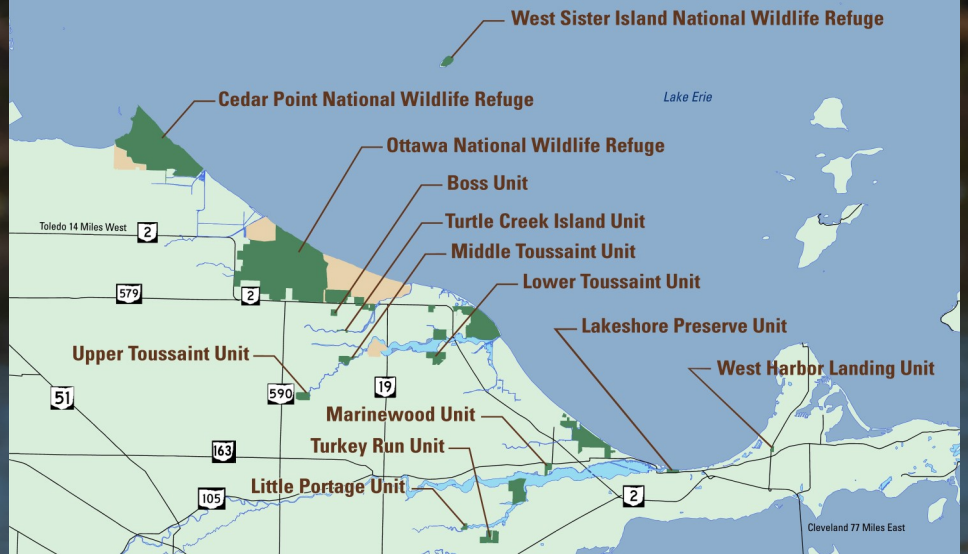 West Sister Island National Wildlife Refuge
Lake Erie
Cedar Point National Wildlife Refuge
Ottawa National Wildlife Refuge
Boss Unit
Turtle Creek Island Unit
Toledo 14 Miles West
2
Middle Toussaint Unit
Lower Toussaint Unit
579
2
Lakeshore Preserve Unit
Upper Toussaint Unit
West Harbor Landing Unit
51
590
19
Marinewood Unit
163
Turkey Run Unit
Little Portage Unit
105
2
Cleveland 77 Miles East